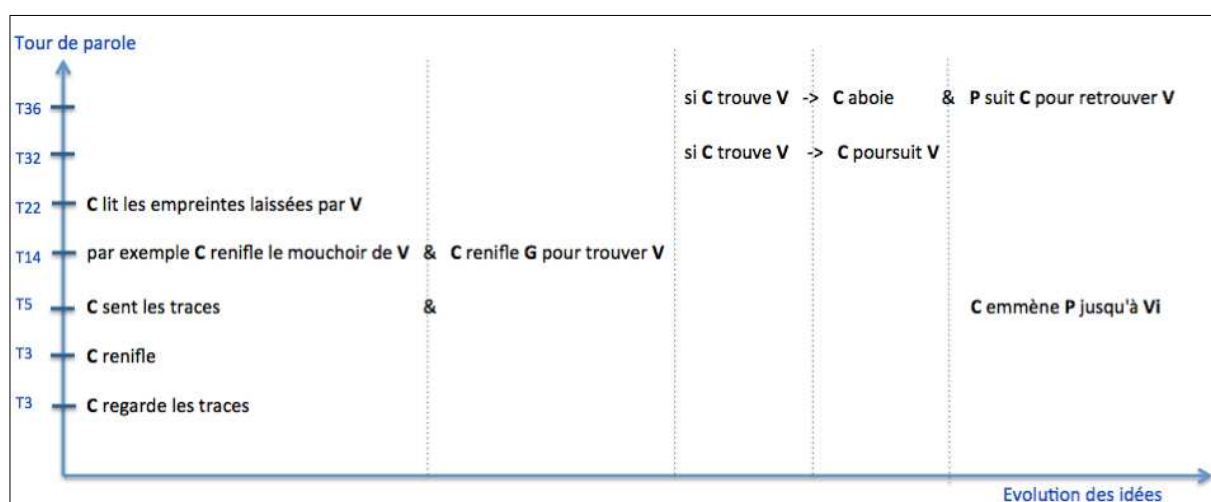 Tour de parole
T36 si C trouve V -> C aboie & P suit C pour retrouver V
T32 si C trouve V -> C poursuit V
T22 C lit les empreintes laissées par V
T14 par exemple C renifle le mouchoir de V & C renifle G pour trouver V
T5 C sent les traces & C emmène P jusqu'à Vi
T3 C renifle
T3 C regarde les traces
Evolution des idées